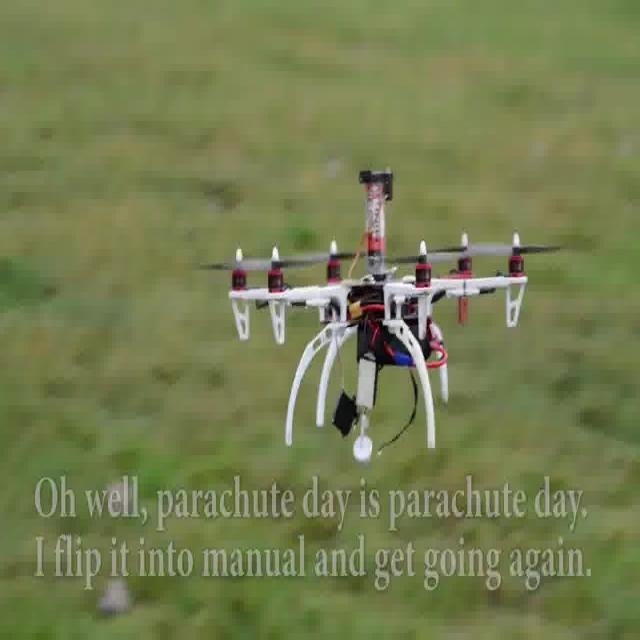 Oh well, parachute day is parachute day.
I flip it into manual and get going again.